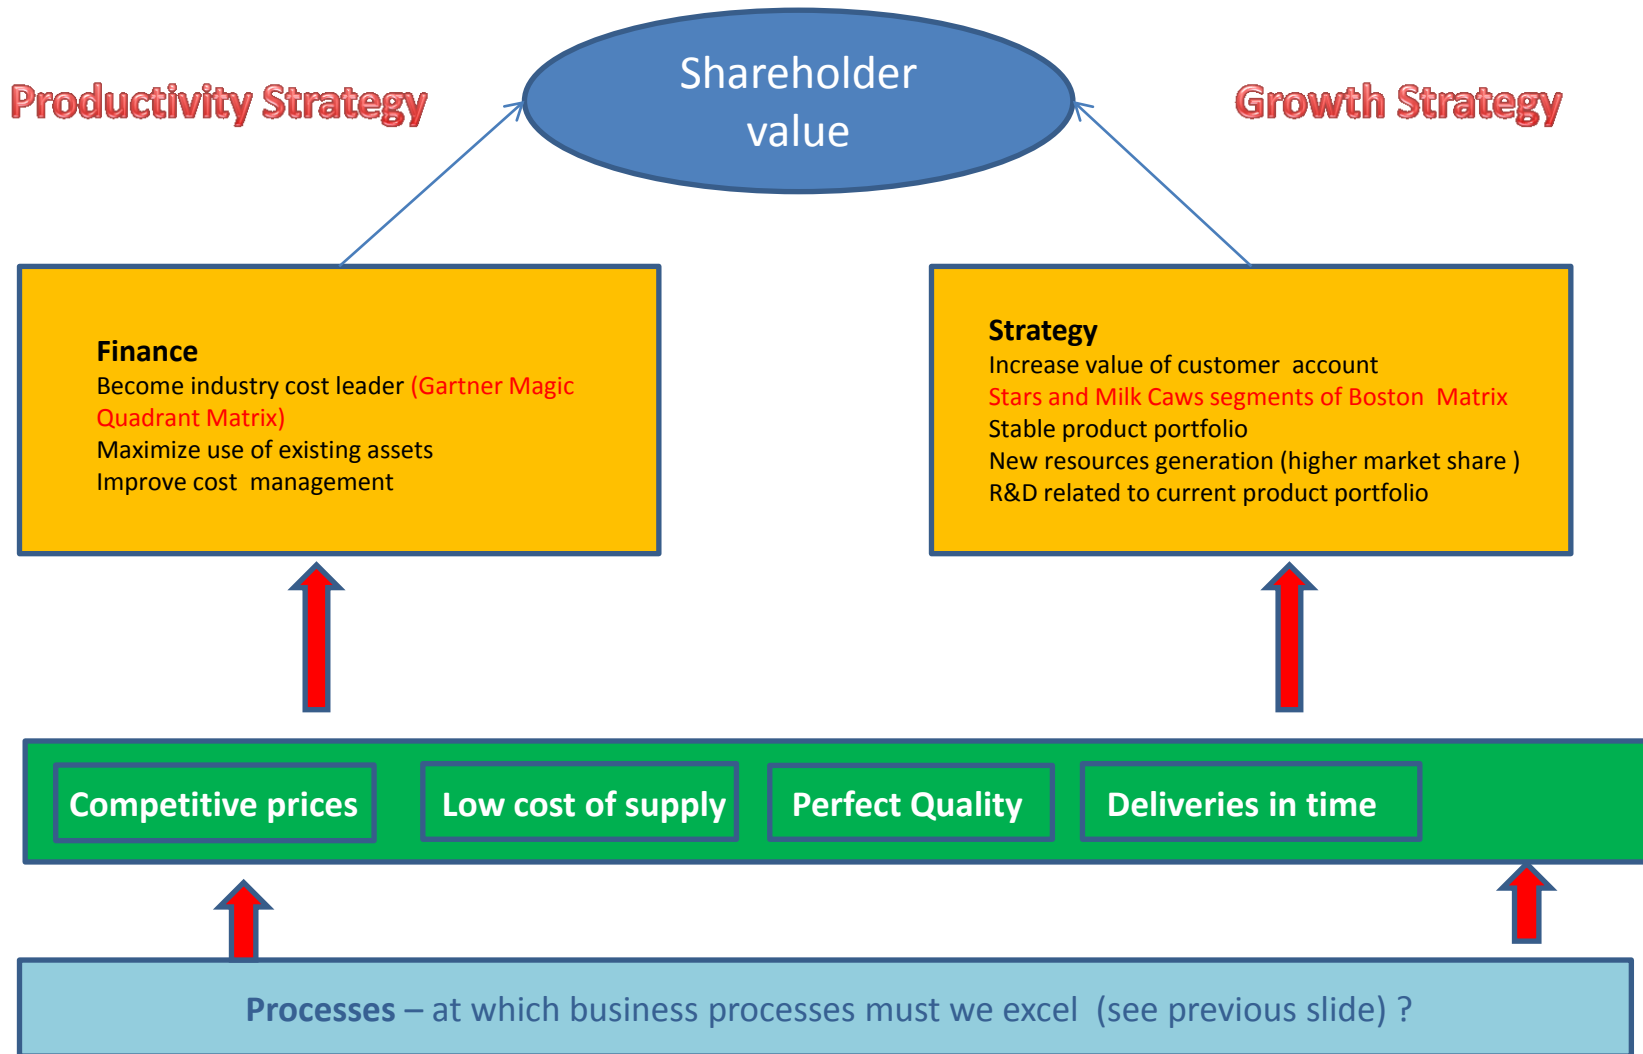 Shareholder
value
Productivity Strategy
Growth Strategy
Finance
Become industry cost leader (Gartner Magic
Quadrant Matrix)
Maximize use of existing assets
Improve cost management
Strategy
Increase value of customer account
Stars and Milk Caws segments of Boston Matrix
Stable product portfolio
New resources generation (higher market share )
R&D related to current product portfolio
Competitive prices
Low cost of supply
Perfect Quality
Deliveries in time
Processes – at which business processes must we excel (see previous slide) ?